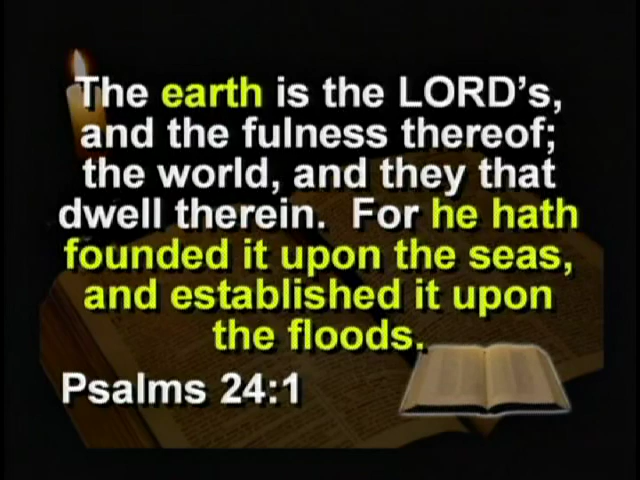 The earth is the LORD's,
and the fulness thereof;
the world, and they that
dwell therein.  For he hath
founded it upon the seas,
and established it upon
the floods.
Psalms 24:1